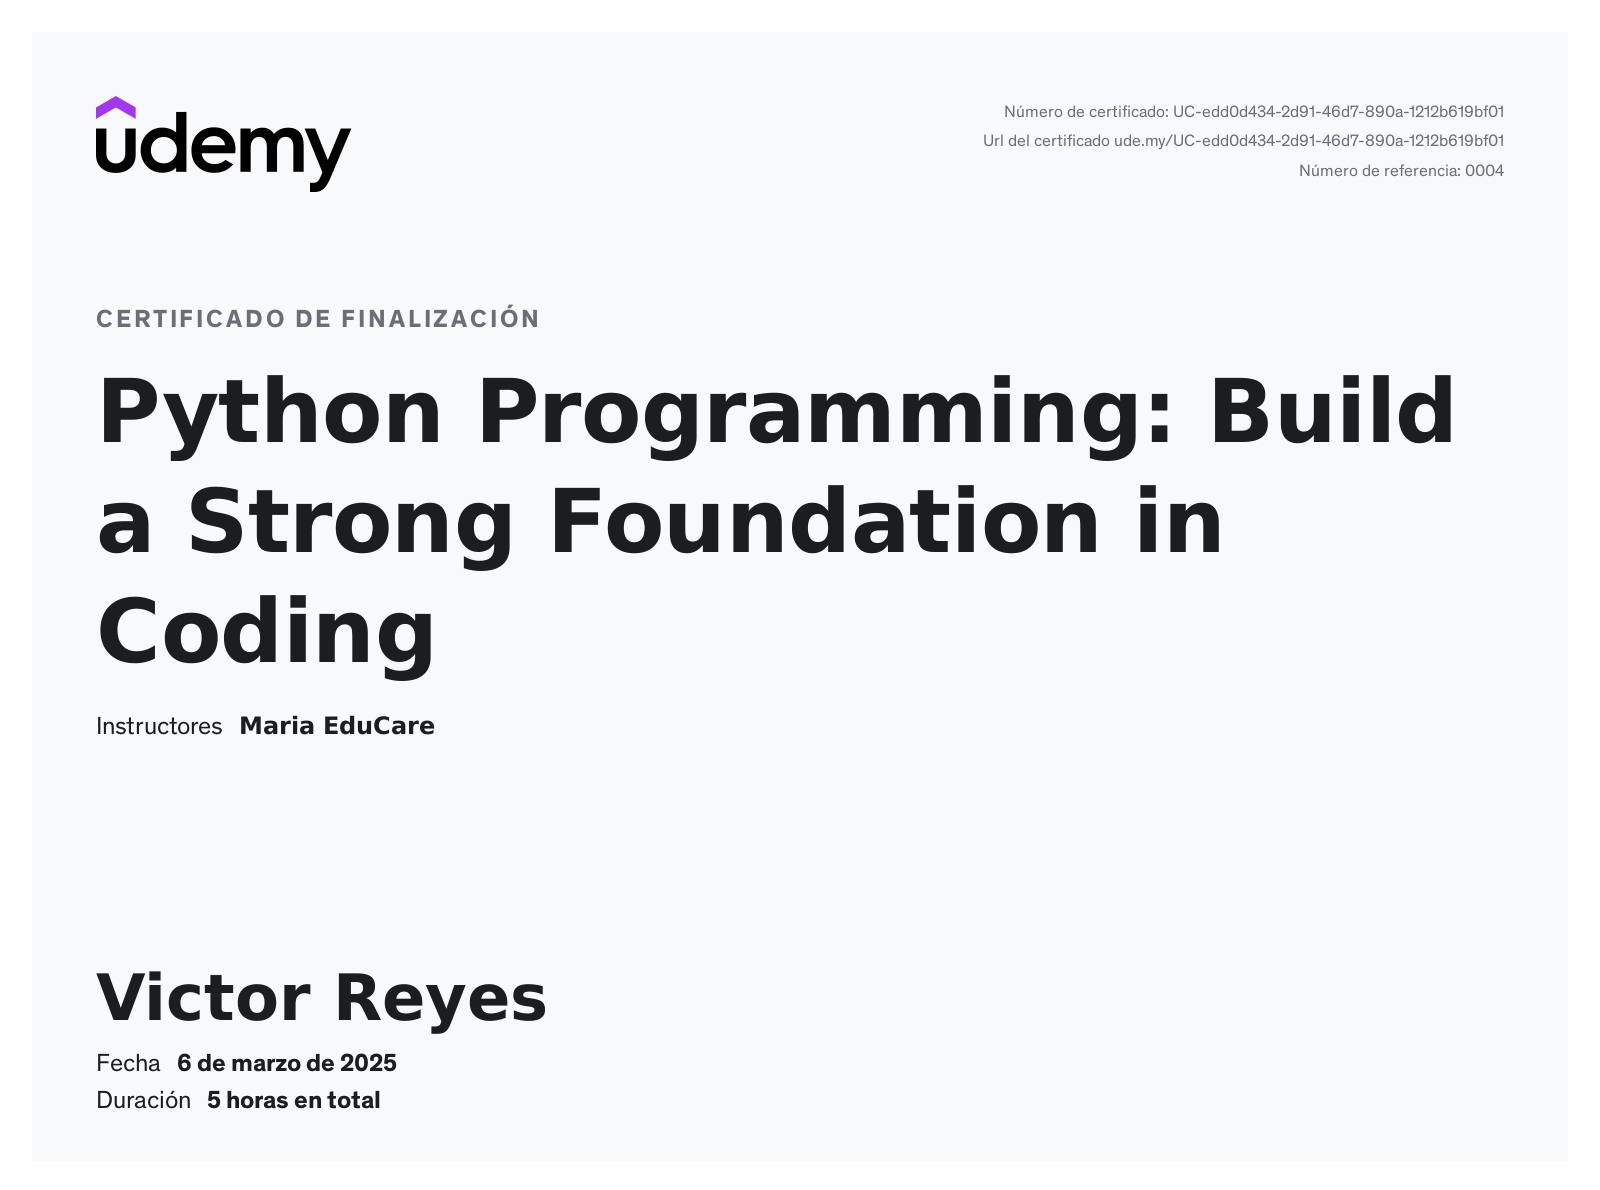 udemy
Número de certificado: UC-edd0d434-2d91-46d7-890a-1212b619bf01
Url del certificado ude.my/UC-edd0d434-2d91-46d7-890a-1212b619bf01
Número de referencia: 0004
CERTIFICADO DE FINALIZACIÓN
Python Programming: Build
a Strong Foundation in
Coding
Instructores Maria EduCare
Victor Reyes
Fecha 6 de marzo de 2025
Duración 5 horas en total